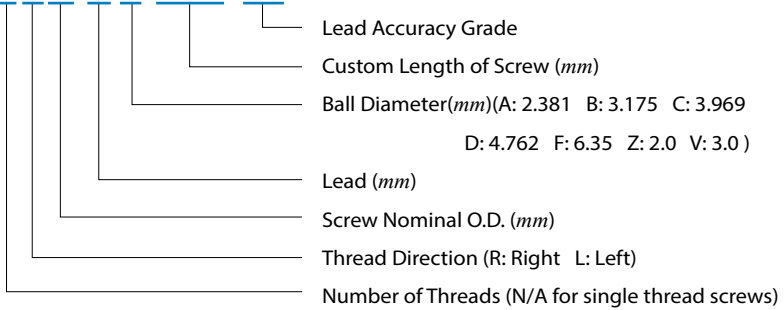 Lead Accuracy Grade
Custom Length of Screw (mm)
Ball Diameter(mm)(A: 2.381 B: 3.175 C: 3.969
D: 4.762 F: 6.35 Z: 2.0 V: 3.0 )
Lead (mm)
Screw Nominal O.D. (mm)
Thread Direction (R: Right L: Left)
Number of Threads (N/A for single thread screws)